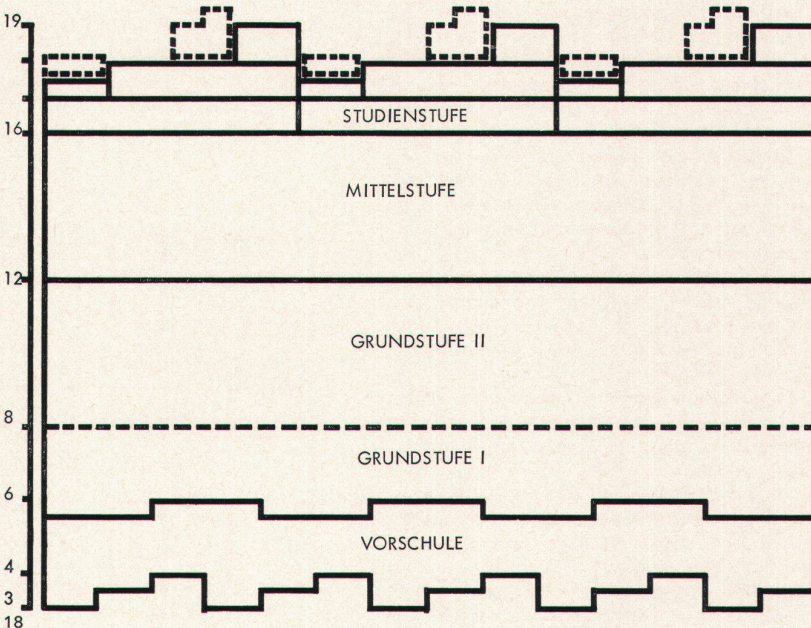 19
16
STUDIENSTUFE
MITTELSTUFE
12
GRUNDSTUFE II
8
GRUNDSTUFE I
6
VORSCHULE
4
3
18